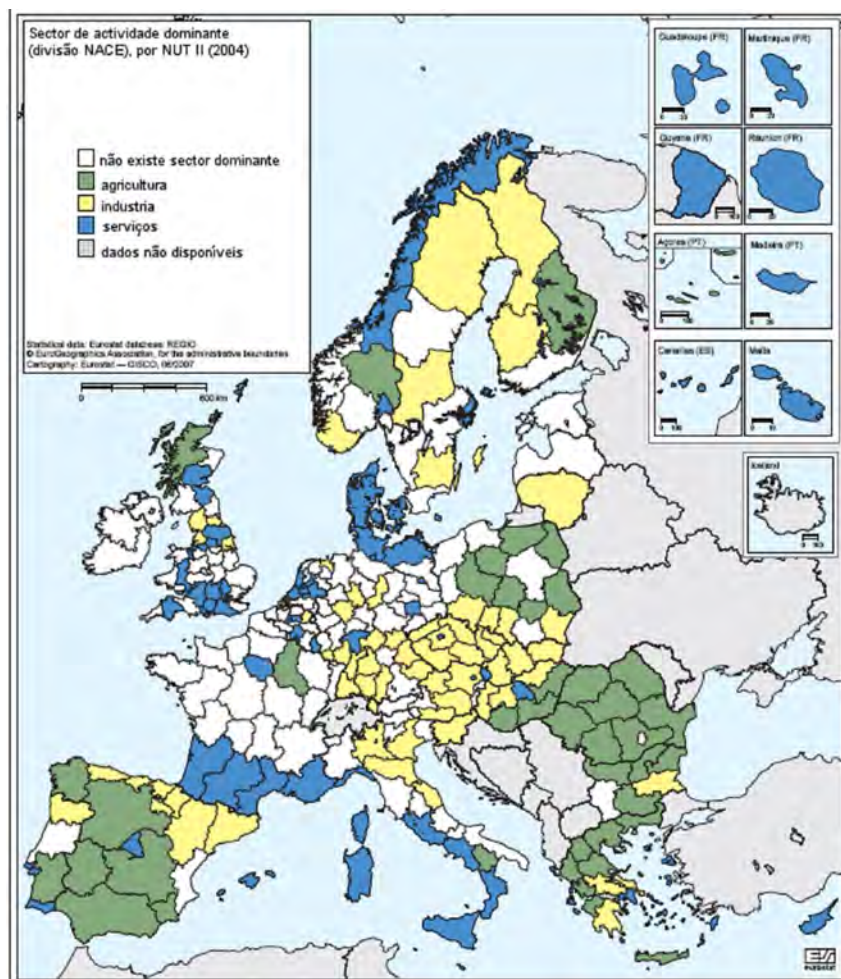 Sector de actividade dominante
(divisão NACE), por NUT II (2004)
não existe sector dominante
agricultura
industria
serviços
dados não disponíveis
Statistical data: Eurostat database: REGIO
© EuroGeographics Association, for the administrative boundaries
Cartography: Eurostat — GISCO, 06/2007
0 600 km
Guadeloupe (FR)
Martinique (FR)
Guyane (FR)
Réunion (FR)
Açores (PT)
Madeira (PT)
Canarias (ES)
Malta
Iceland
eurostat